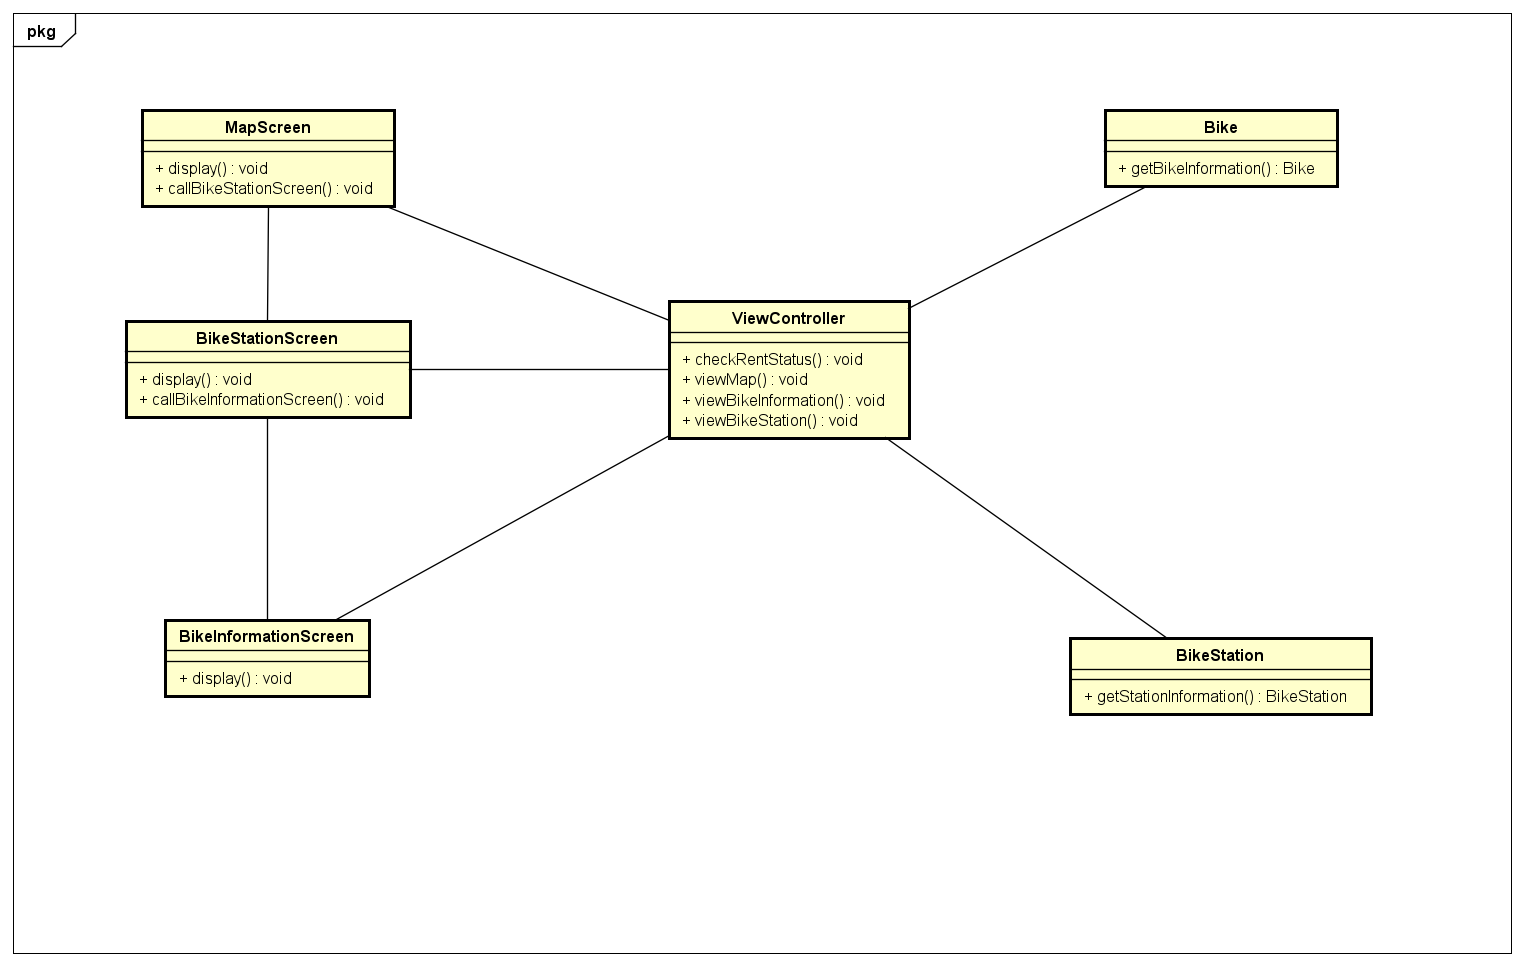 pkg
MapScreen
+ display() : void
+ callBikeStationScreen() : void
Bike
+ getBikeInformation() : Bike
BikeStationScreen
+ display() : void
+ callBikeInformationScreen() : void
ViewController
+ checkRentStatus() : void
+ viewMap() : void
+ viewBikeInformation() : void
+ viewBikeStation() : void
BikeInformationScreen
+ display() : void
BikeStation
+ getStationInformation() : BikeStation